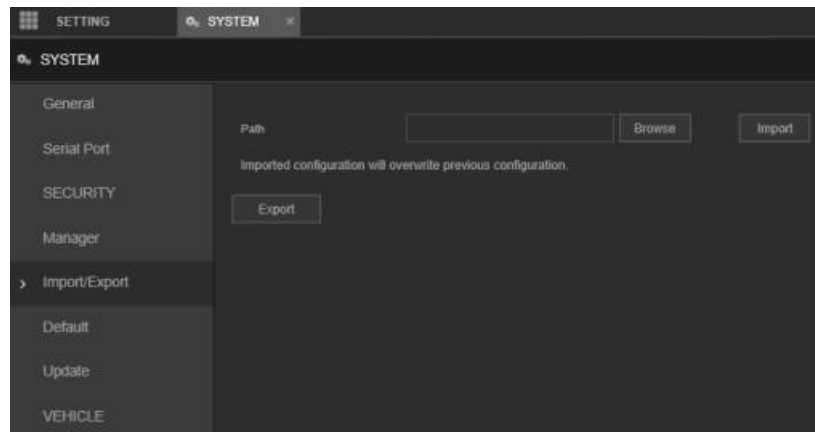 SETTING
SYSTEM ×
SYSTEM
General
Serial Port
SECURITY
Manager
Import/Export
Default
Update
VEHICLE
Path
Browse
Import
Imported configuration will overwrite previous configuration.
Export